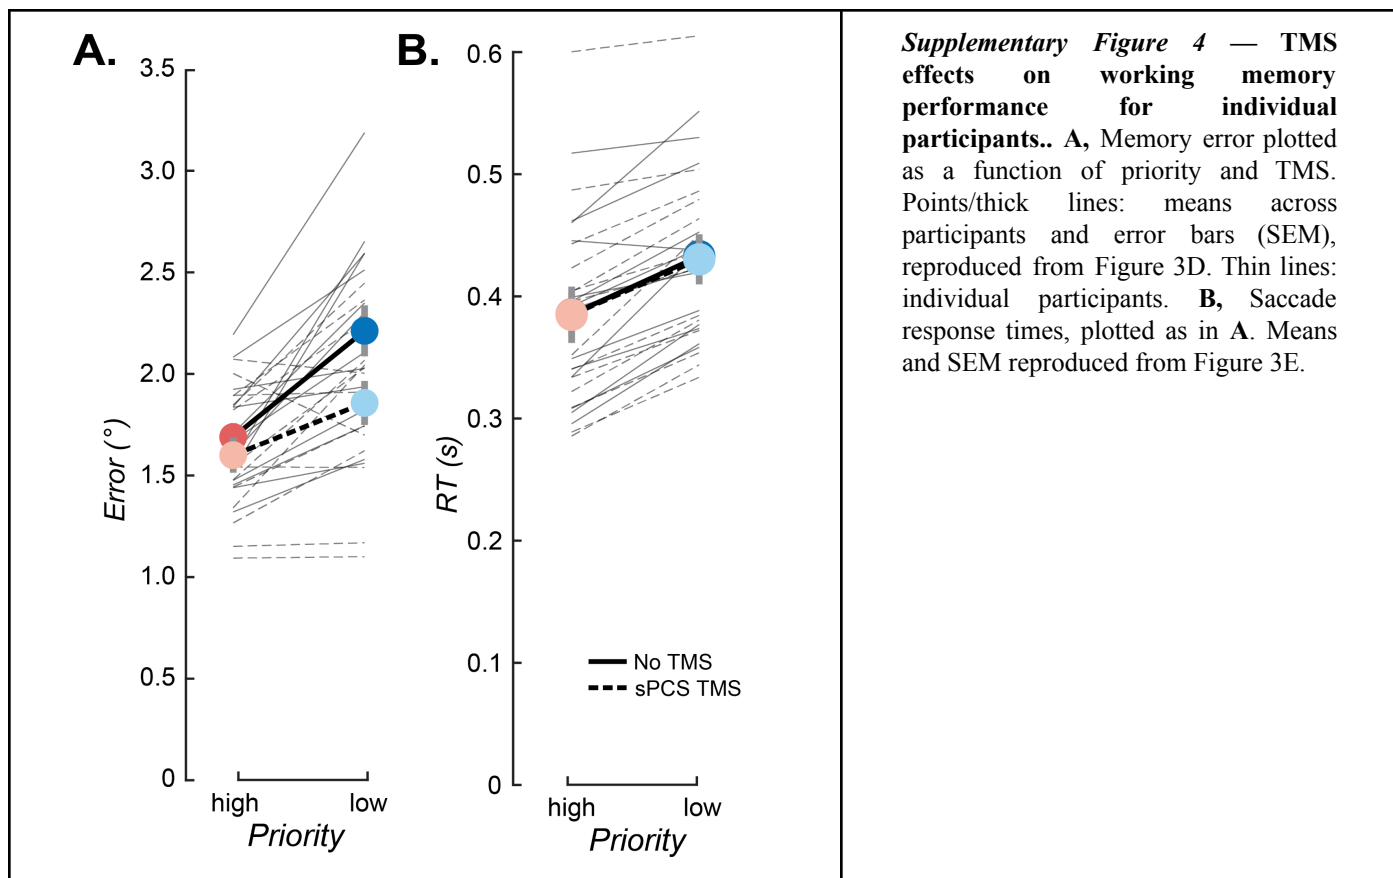 A.
3.5
3.0
2.5
2.0
1.5
1.0
0.5
0
Error (°)
high
low
Priority
B.
0.6
0.5
0.4
0.3
0.2
0.1
0
RT (s)
No TMS
sPCS TMS
high
low
Priority
Supplementary Figure 4 — TMS
effects on working memory
performance for individual
participants.. A, Memory error plotted
as a function of priority and TMS.
Points/thick lines: means across
participants and error bars (SEM),
reproduced from Figure 3D. Thin lines:
individual participants. B, Saccade
response times, plotted as in A. Means
and SEM reproduced from Figure 3E.